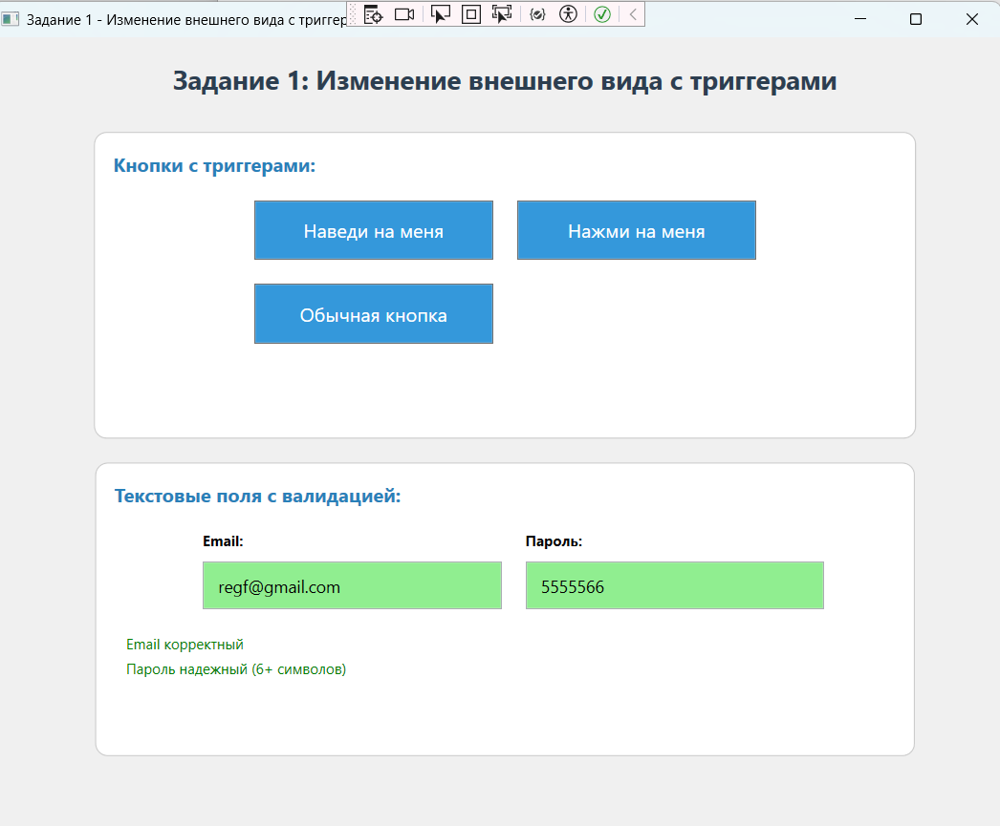 Задание 1 - Изменение внешнего вида с триггер
Задание 1: Изменение внешнего вида с триггерами
Кнопки с триггерами:
Наведи на меня
Нажми на меня
Обычная кнопка
Текстовые поля с валидацией:
Email:
Пароль:
regf@gmail.com
5555566
Email корректный
Пароль надежный (6+ символов)